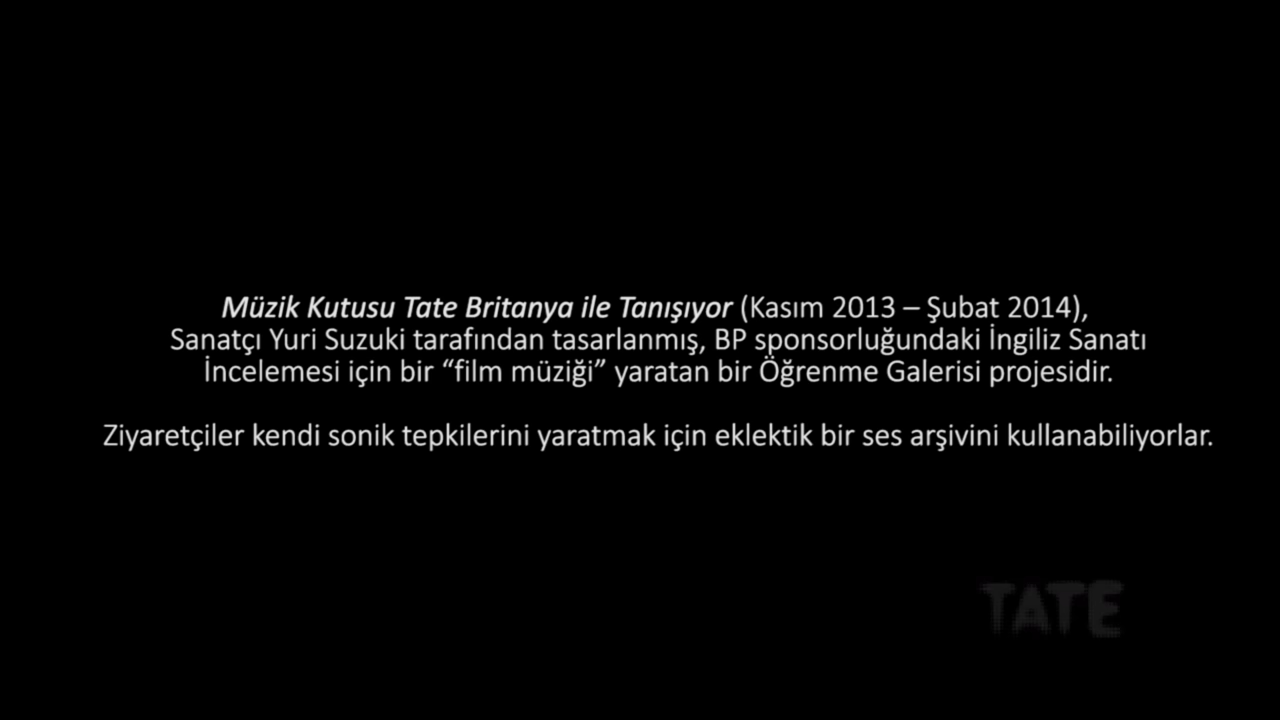 Müzik Kutusu Tate Britanya ile Tanışıyor (Kasım 2013 – Şubat 2014),
Sanatçı Yuri Suzuki tarafından tasarlanmış, BP sponsorluğundaki İngiliz Sanatı
İncelemesi için bir “film müziği” yaratan bir Öğrenme Galerisi projesidir.
Ziyaretçiler kendi sonik tepkilerini yaratmak için eklektik bir ses arşivini kullanabiliyorlar.
TATE